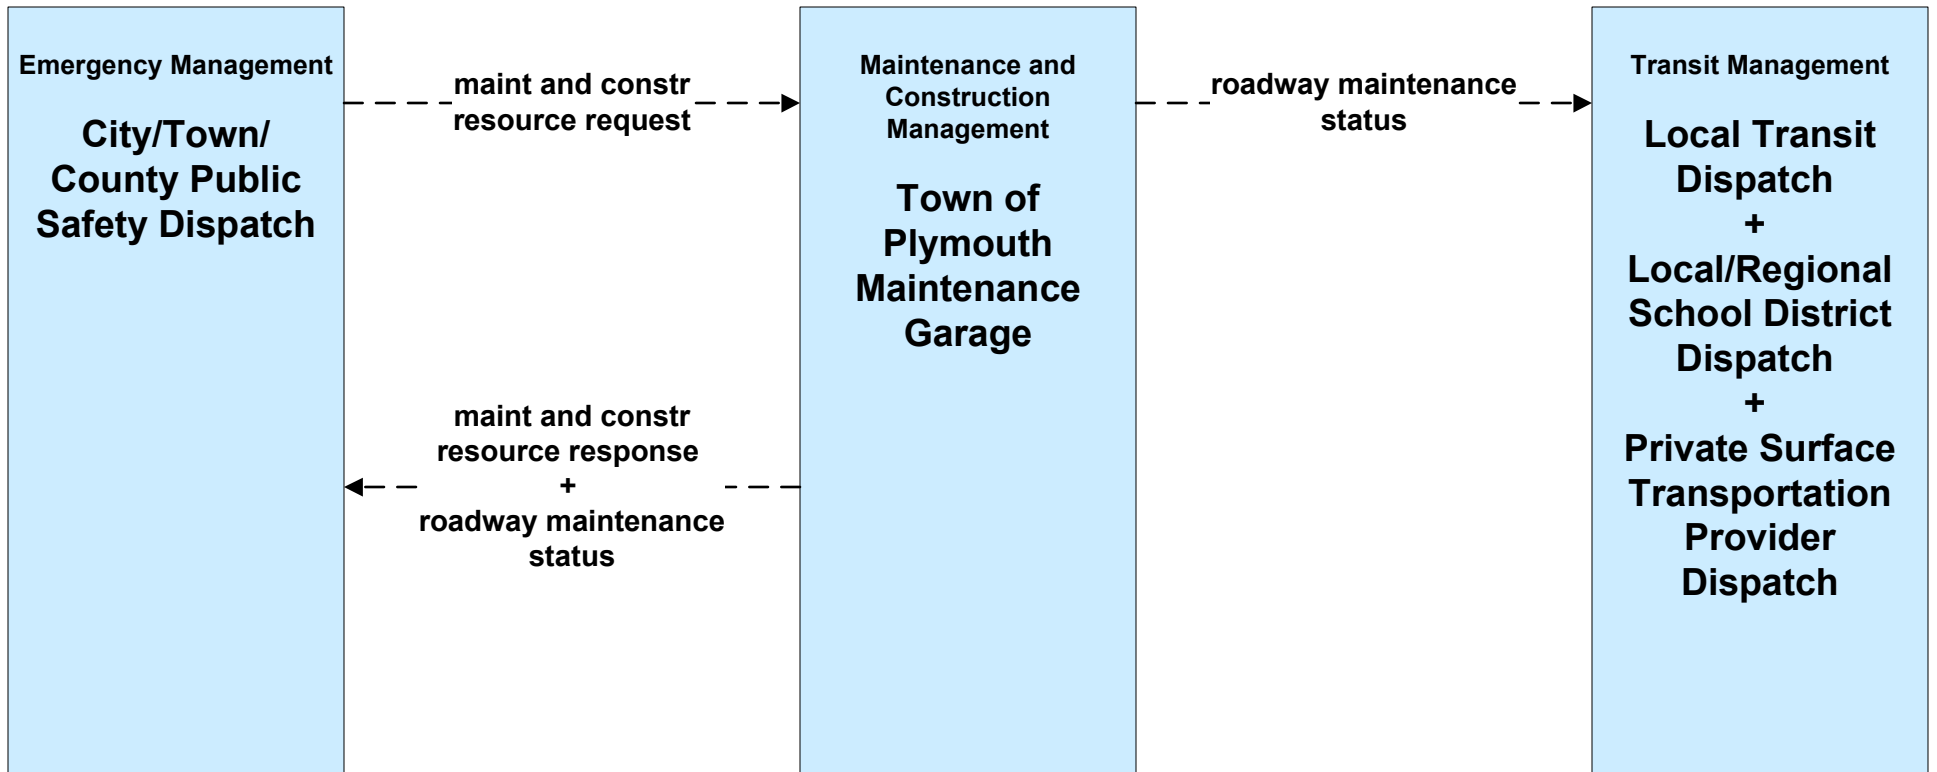 Emergency Management
City/Town/
County Public
Safety Dispatch
maint and constr
resource request
maint and constr
resource response
+
roadway maintenance
status
Maintenance and
Construction
Management
Town of
Plymouth
Maintenance
Garage
roadway maintenance
status
Transit Management
Local Transit
Dispatch
+
Local/Regional
School District
Dispatch
+
Private Surface
Transportation
Provider
Dispatch